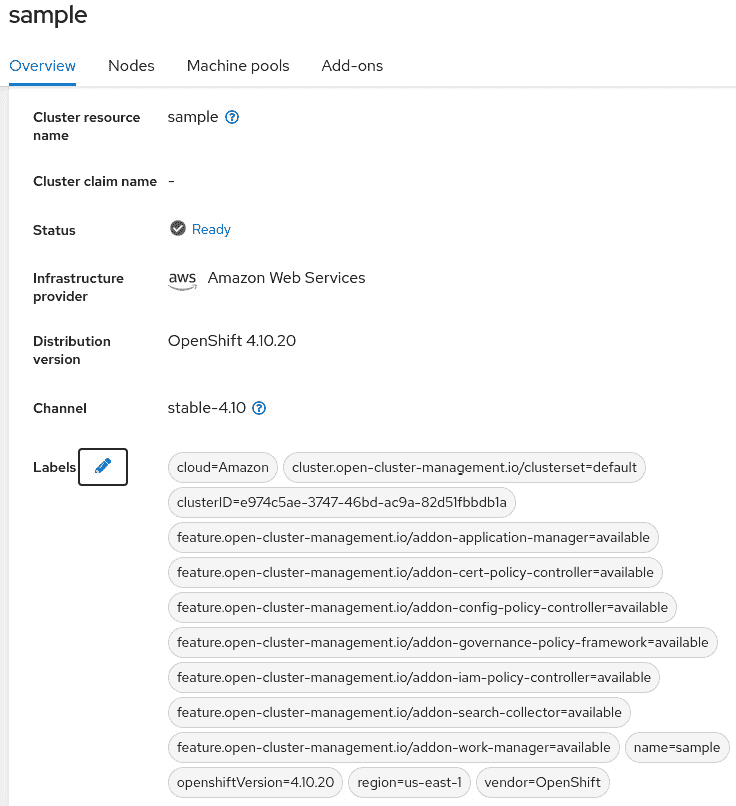 sample
Overview Nodes Machine pools Add-ons
Cluster resource name sample
Cluster claim name -
Status Ready
Infrastructure provider aws Amazon Web Services
Distribution version OpenShift 4.10.20
Channel stable-4.10
Labels cloud=Amazon cluster.open-cluster-management.io/clusterset=default
clusterID=e974c5ae-3747-46bd-ac9a-82d51fbbdb1a
feature.open-cluster-management.io/addon-application-manager=available
feature.open-cluster-management.io/addon-cert-policy-controller=available
feature.open-cluster-management.io/addon-config-policy-controller=available
feature.open-cluster-management.io/addon-governance-policy-framework=available
feature.open-cluster-management.io/addon-iam-policy-controller=available
feature.open-cluster-management.io/addon-search-collector=available
feature.open-cluster-management.io/addon-work-manager=available name=sample
openshiftVersion=4.10.20 region=us-east-1 vendor=OpenShift